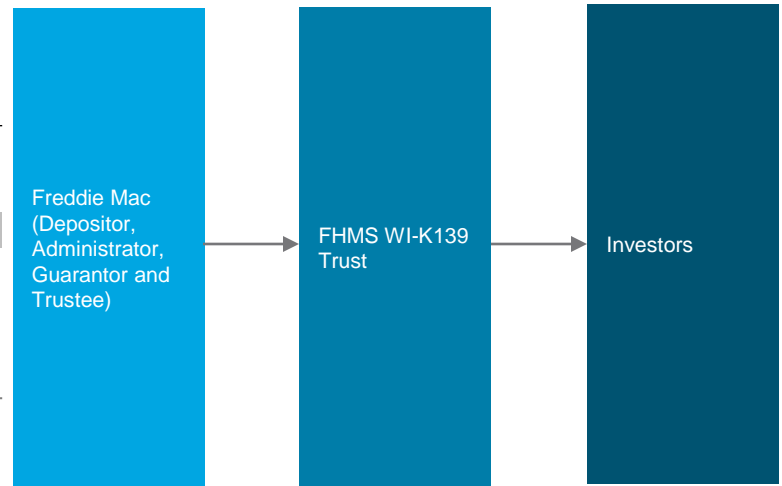 Freddie Mac
(Depositor,
Administrator,
Guarantor and
Trustee)
FHMS WI-K139
Trust
Investors